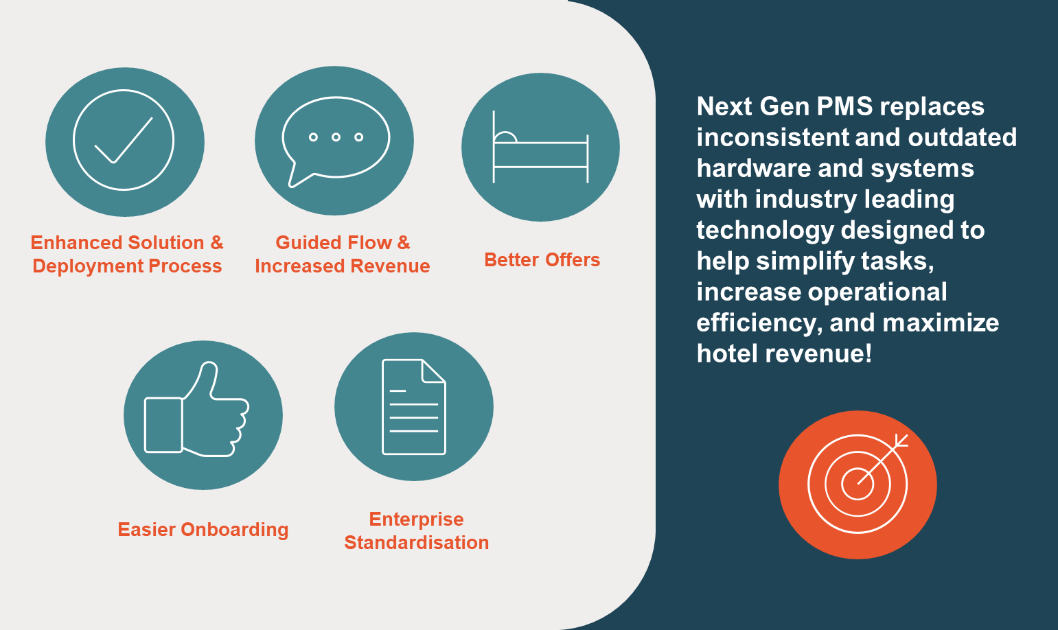 Enhanced Solution &
Deployment Process
Guided Flow &
Increased Revenue
Better Offers
Easier Onboarding
Enterprise
Standardisation
Next Gen PMS replaces
inconsistent and outdated
hardware and systems
with industry leading
technology designed to
help simplify tasks,
increase operational
efficiency, and maximize
hotel revenue!